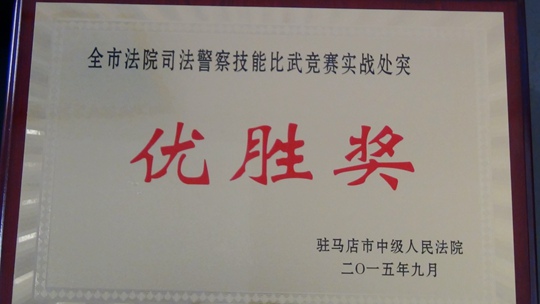 全市法院司法警察技能比武竞赛实战处突
优胜奖
驻马店市中级人民法院
二〇一五年九月